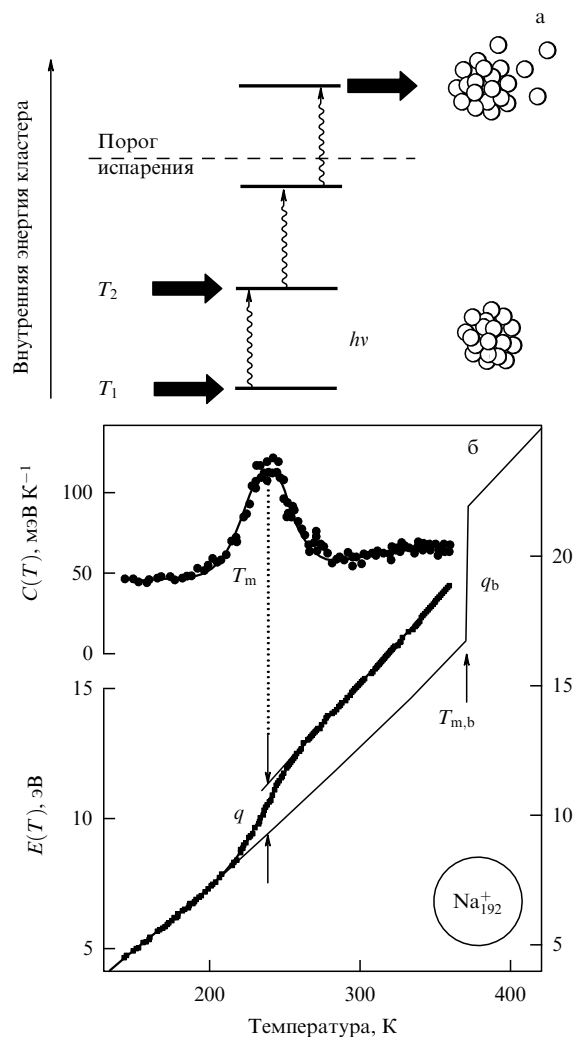 а
Внутренняя энергия кластера
Порог
испарения
T2
hν
T1
б
C(T), мэВ К−1
100
50
0
Tm
20
qb
15
15
Tm,b
E(T), эВ
q
10
10
Na+192
5
5
200
300
400
Температура, К